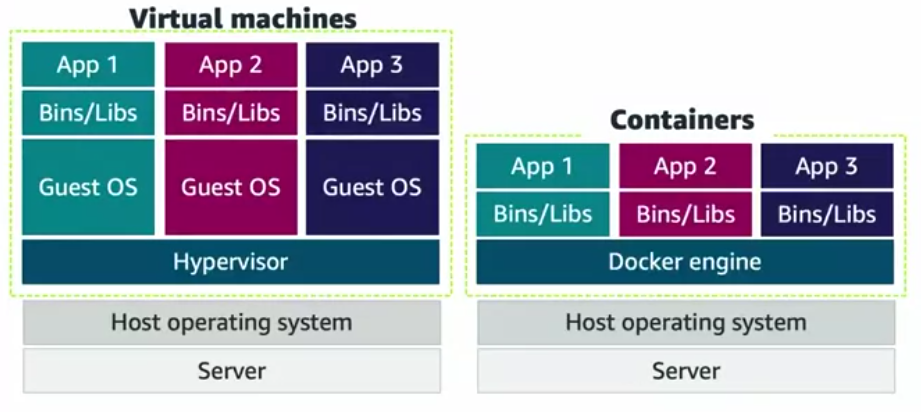 Virtual machines
App 1
App 2
App 3
Bins/Libs
Bins/Libs
Bins/Libs
Guest OS
Guest OS
Guest OS
Hypervisor
Host operating system
Server
Containers
App 1
App 2
App 3
Bins/Libs
Bins/Libs
Bins/Libs
Docker engine
Host operating system
Server